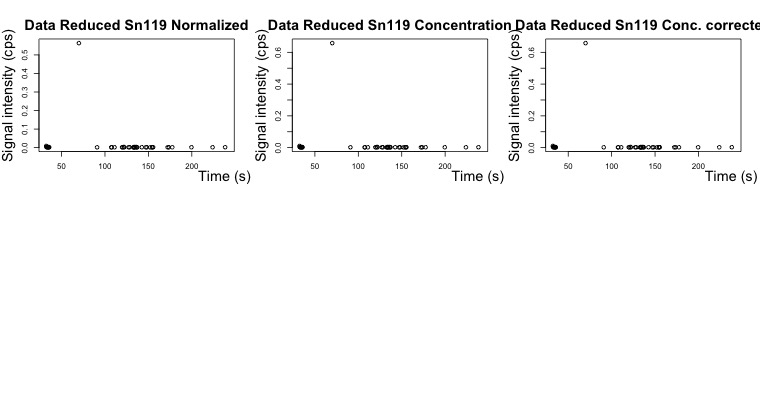 Data Reduced Sn119 Normalized
Signal intensity (cps)
0.0 0.1 0.2 0.3 0.4 0.5
50 100 150 200
Time (s)
Data Reduced Sn119 Concentration
Signal intensity (cps)
0.0 0.2 0.4 0.6
50 100 150 200
Time (s)
Data Reduced Sn119 Conc. correcte
Signal intensity (cps)
0.0 0.2 0.4 0.6
50 100 150 200
Time (s)